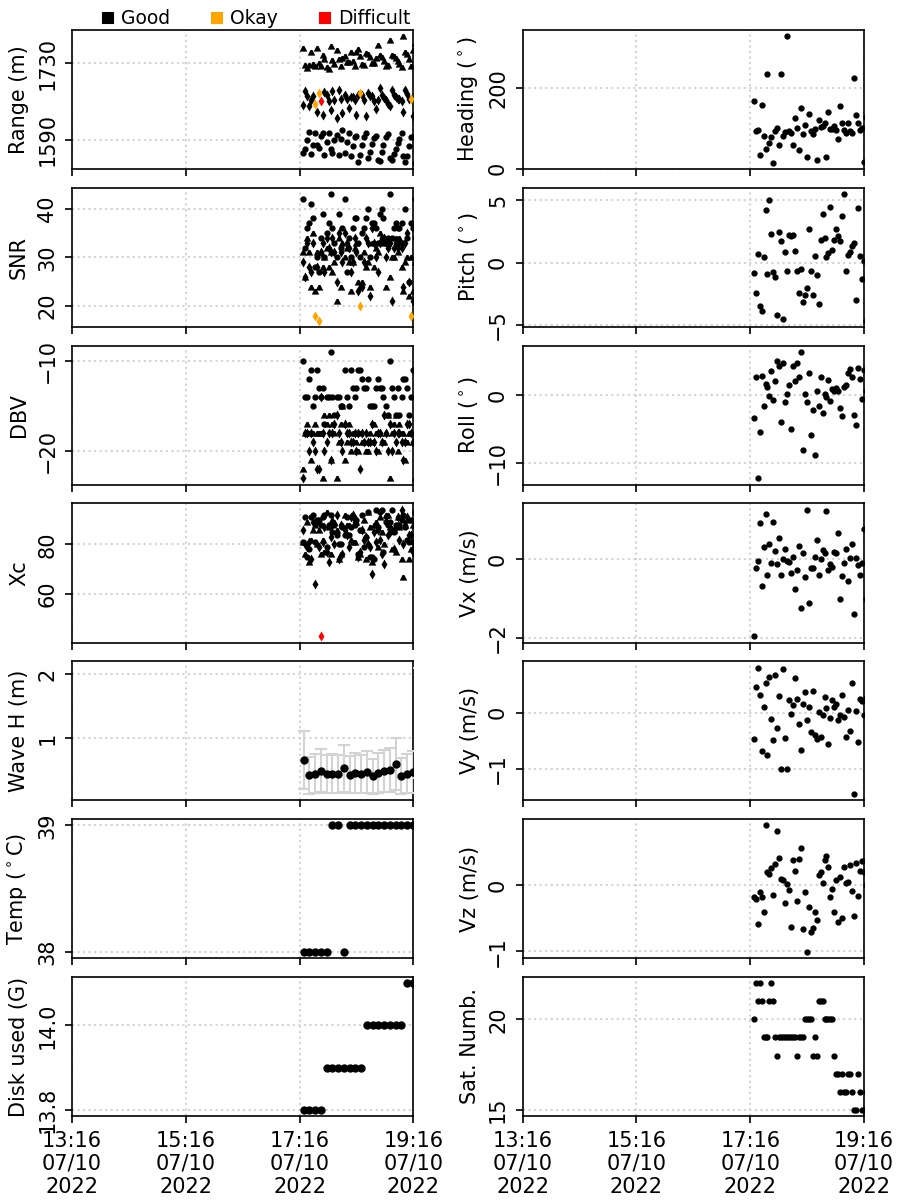 Good Okay Difficult
Range (m)
1730
1590
Heading (°)
200
0
SNR
40
30
20
Pitch (°)
5
0
−5
DBV
−10
−20
Roll (°)
0
−10
Xc
80
60
Vx (m/s)
0
−2
Wave H (m)
2
1
Vy (m/s)
0
−1
Temp (°C)
39
38
Vz (m/s)
0
−1
Disk used (G)
14.0
13.8
Sat. Numb.
20
15
13:16 15:16 17:16 19:16
07/10 07/10 07/10 07/10
2022 2022 2022 2022
13:16 15:16 17:16 19:16
07/10 07/10 07/10 07/10
2022 2022 2022 2022